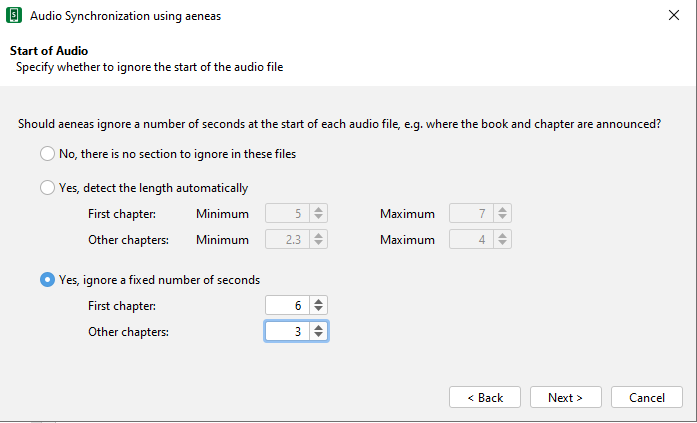 Audio Synchronization using aeneas
Start of Audio
Specify whether to ignore the start of the audio file
Should aeneas ignore a number of seconds at the start of each audio file, e.g. where the book and chapter are announced?
No, there is no section to ignore in these files
Yes, detect the length automatically
First chapter: Minimum 5 Maximum 7
Other chapters: Minimum 2.3 Maximum 4
Yes, ignore a fixed number of seconds
First chapter: 6
Other chapters: 3
< Back Next > Cancel